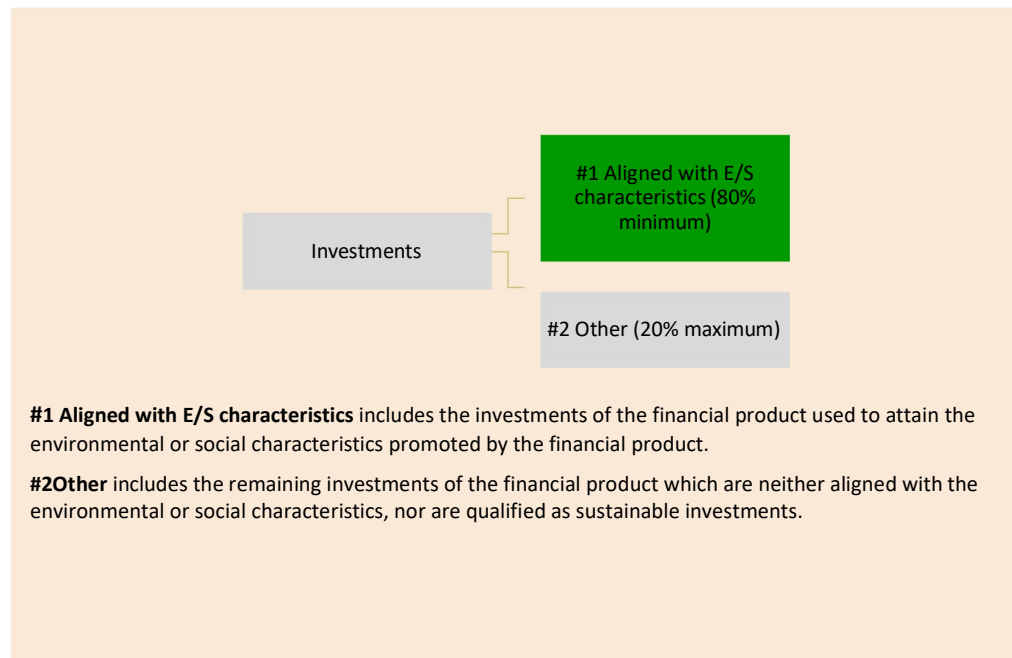 #1 Aligned with E/S
characteristics (80%
minimum)
Investments
#2 Other (20% maximum)
#1 Aligned with E/S characteristics includes the investments of the financial product used to attain the
environmental or social characteristics promoted by the financial product.
#2Other includes the remaining investments of the financial product which are neither aligned with the
environmental or social characteristics, nor are qualified as sustainable investments.